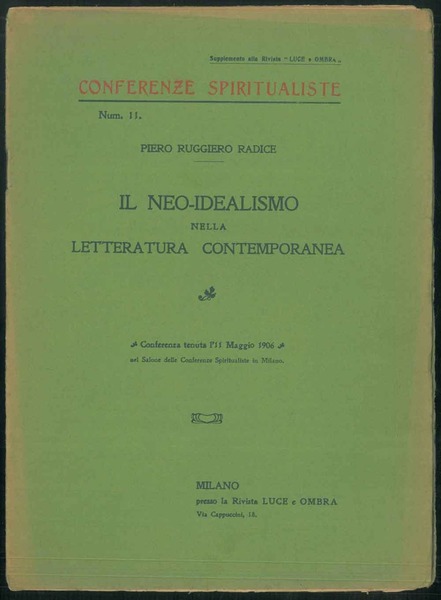 Supplemento alla Rivista "LUCE e OMBRA„
CONFERENZE SPIRITUALISTE
Num. 11.
PIERO RUGGIERO RADICE
IL NEO-IDEALISMO
NELLA
LETTERATURA CONTEMPORANEA
Conferenza tenuta l'11 Maggio 1906
nel Salone delle Conferenze Spiritualiste in Milano.
MILANO
presso la Rivista LUCE e OMBRA
Via Cappuccini, 18.